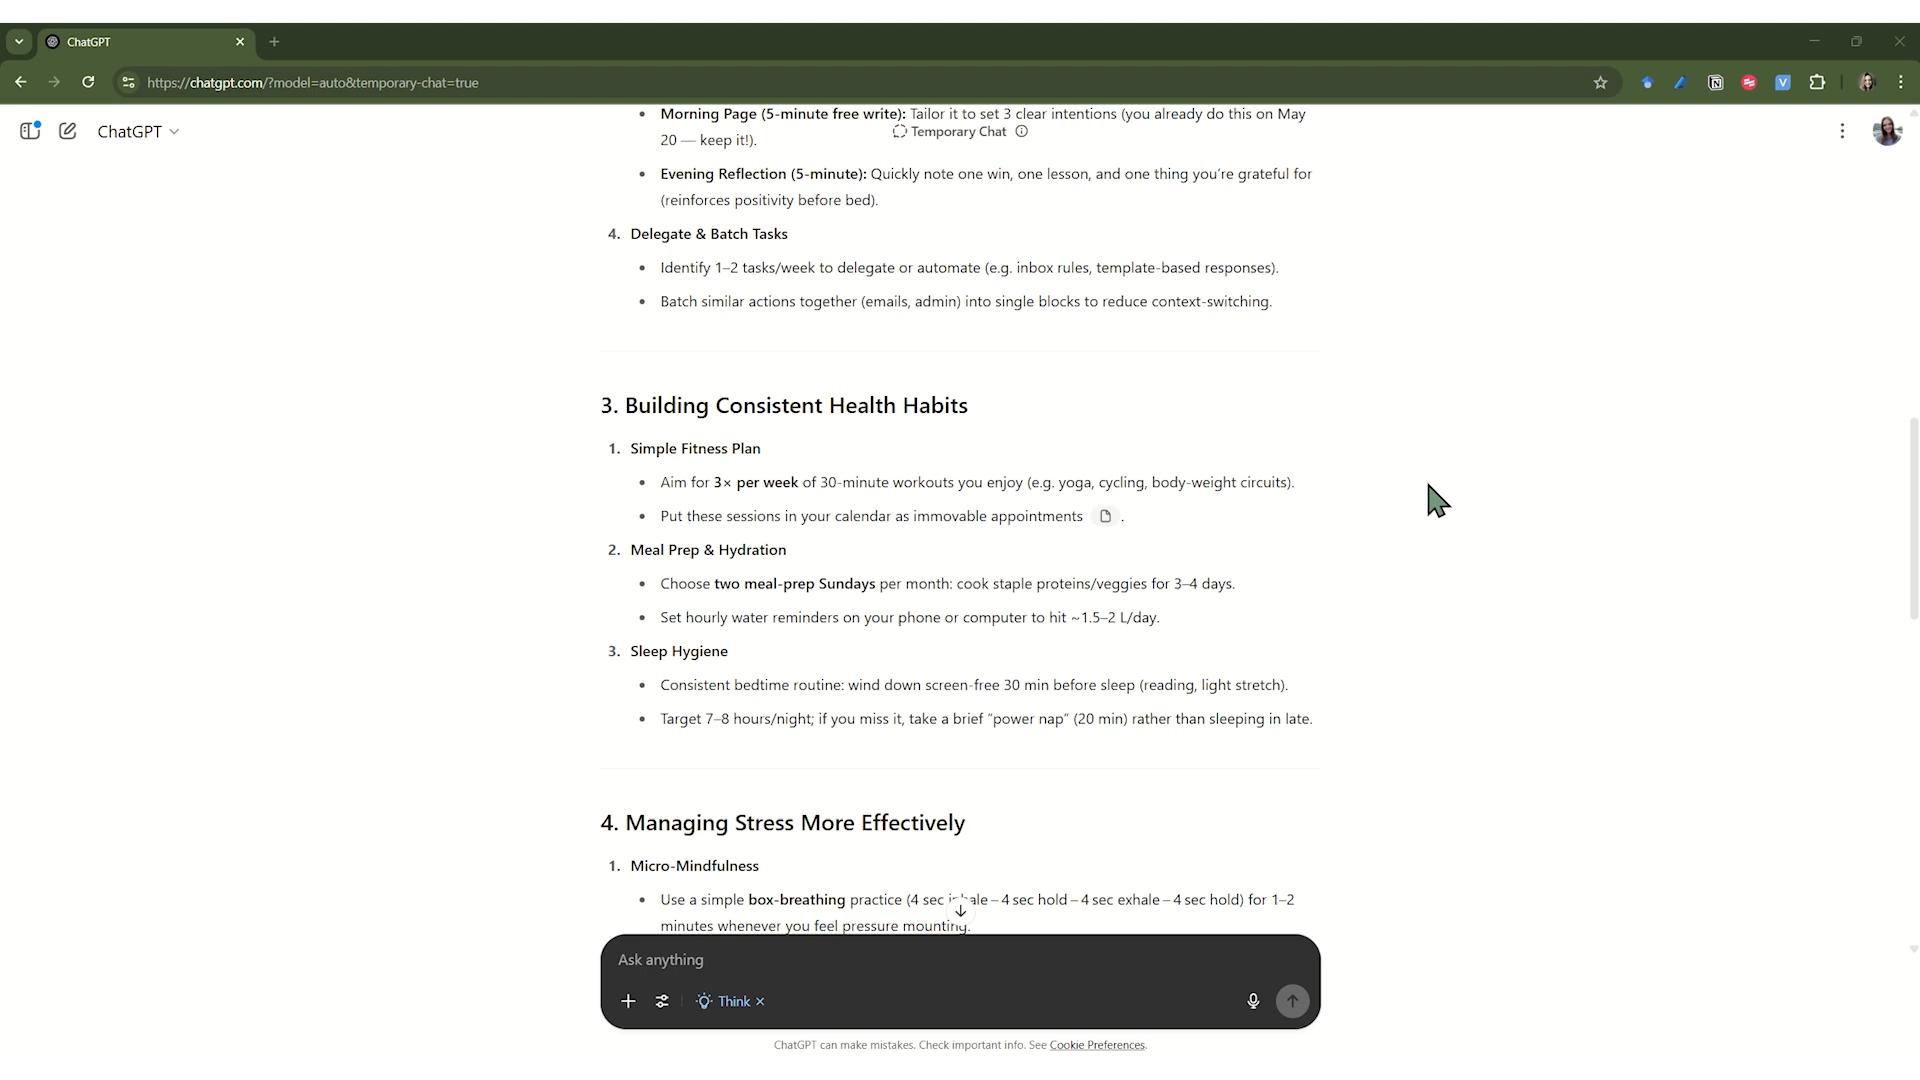 ChatGPT
https://chatgpt.com/?model=auto&temporary-chat=true
ChatGPT
Temporary Chat
Morning Page (5-minute free write): Tailor it to set 3 clear intentions (you already do this on May
20 — keep it!).
Evening Reflection (5-minute): Quickly note one win, one lesson, and one thing you're grateful for
(reinforces positivity before bed).
4. Delegate & Batch Tasks
Identify 1–2 tasks/week to delegate or automate (e.g. inbox rules, template-based responses).
Batch similar actions together (emails, admin) into single blocks to reduce context-switching.
3. Building Consistent Health Habits
1. Simple Fitness Plan
Aim for 3× per week of 30-minute workouts you enjoy (e.g. yoga, cycling, body-weight circuits).
Put these sessions in your calendar as immovable appointments .
2. Meal Prep & Hydration
Choose two meal-prep Sundays per month: cook staple proteins/veggies for 3–4 days.
Set hourly water reminders on your phone or computer to hit ~1.5–2 L/day.
3. Sleep Hygiene
Consistent bedtime routine: wind down screen-free 30 min before sleep (reading, light stretch).
Target 7–8 hours/night; if you miss it, take a brief "power nap" (20 min) rather than sleeping in late.
4. Managing Stress More Effectively
1. Micro-Mindfulness
Use a simple box-breathing practice (4 sec inhale – 4 sec hold – 4 sec exhale – 4 sec hold) for 1–2
minutes whenever you feel pressure mounting.
Ask anything
Think ×
ChatGPT can make mistakes. Check important info. See Cookie Preferences.